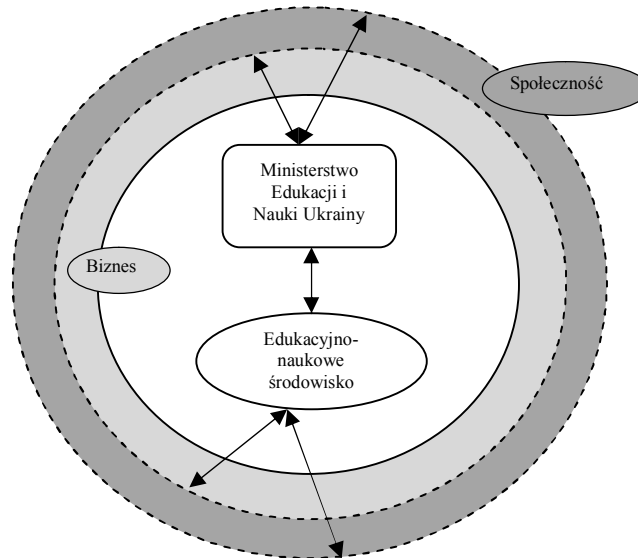 Społeczność
Ministerstwo
Edukacji i
Nauki Ukrainy
Biznes
Edukacyjno-
naukowe
środowisko